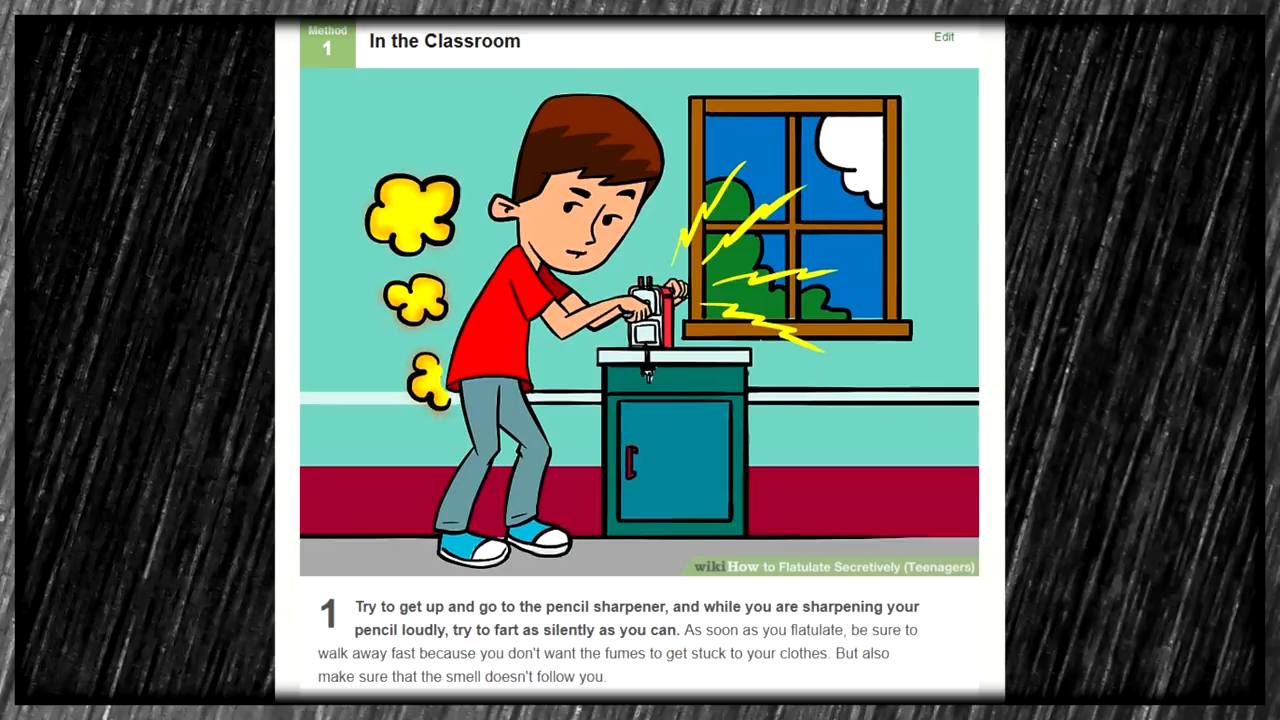 Method
1
In the Classroom
Edit
wikiHow to Flatulate Secretively (Teenagers)
1
Try to get up and go to the pencil sharpener, and while you are sharpening your
pencil loudly, try to fart as silently as you can. As soon as you flatulate, be sure to
walk away fast because you don't want the fumes to get stuck to your clothes. But also
make sure that the smell doesn't follow you.